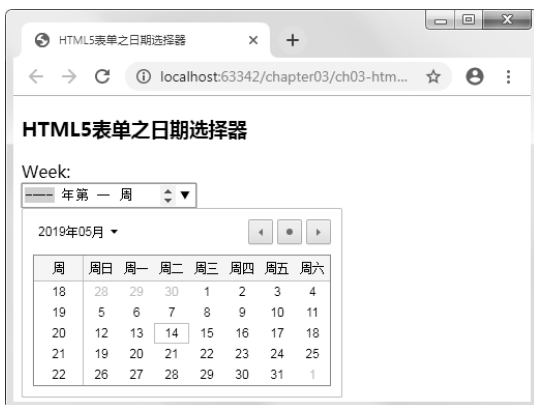 HTML5表单之日期选择器
localhost:63342/chapter03/ch03-htm...
HTML5表单之日期选择器
Week:
---- 年第 — 周
2019年05月
周 周日 周一 周二 周三 周四 周五 周六
18 28 29 30 1 2 3 4
19 5 6 7 8 9 10 11
20 12 13 14 15 16 17 18
21 19 20 21 22 23 24 25
22 26 27 28 29 30 31 1